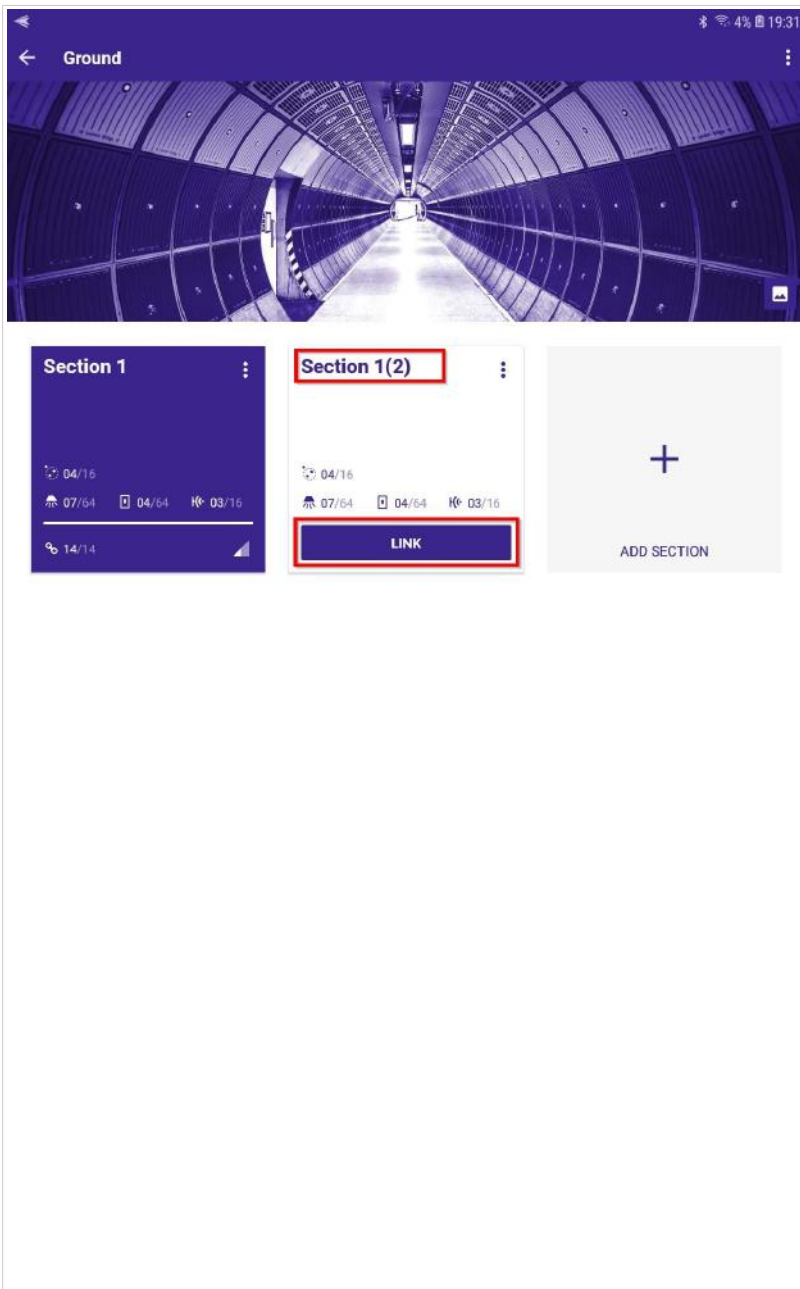 4% 19:31
Ground
Section 1
04/16
07/64 04/64 03/16
14/14
Section 1(2)
04/16
07/64 04/64 03/16
LINK
ADD SECTION